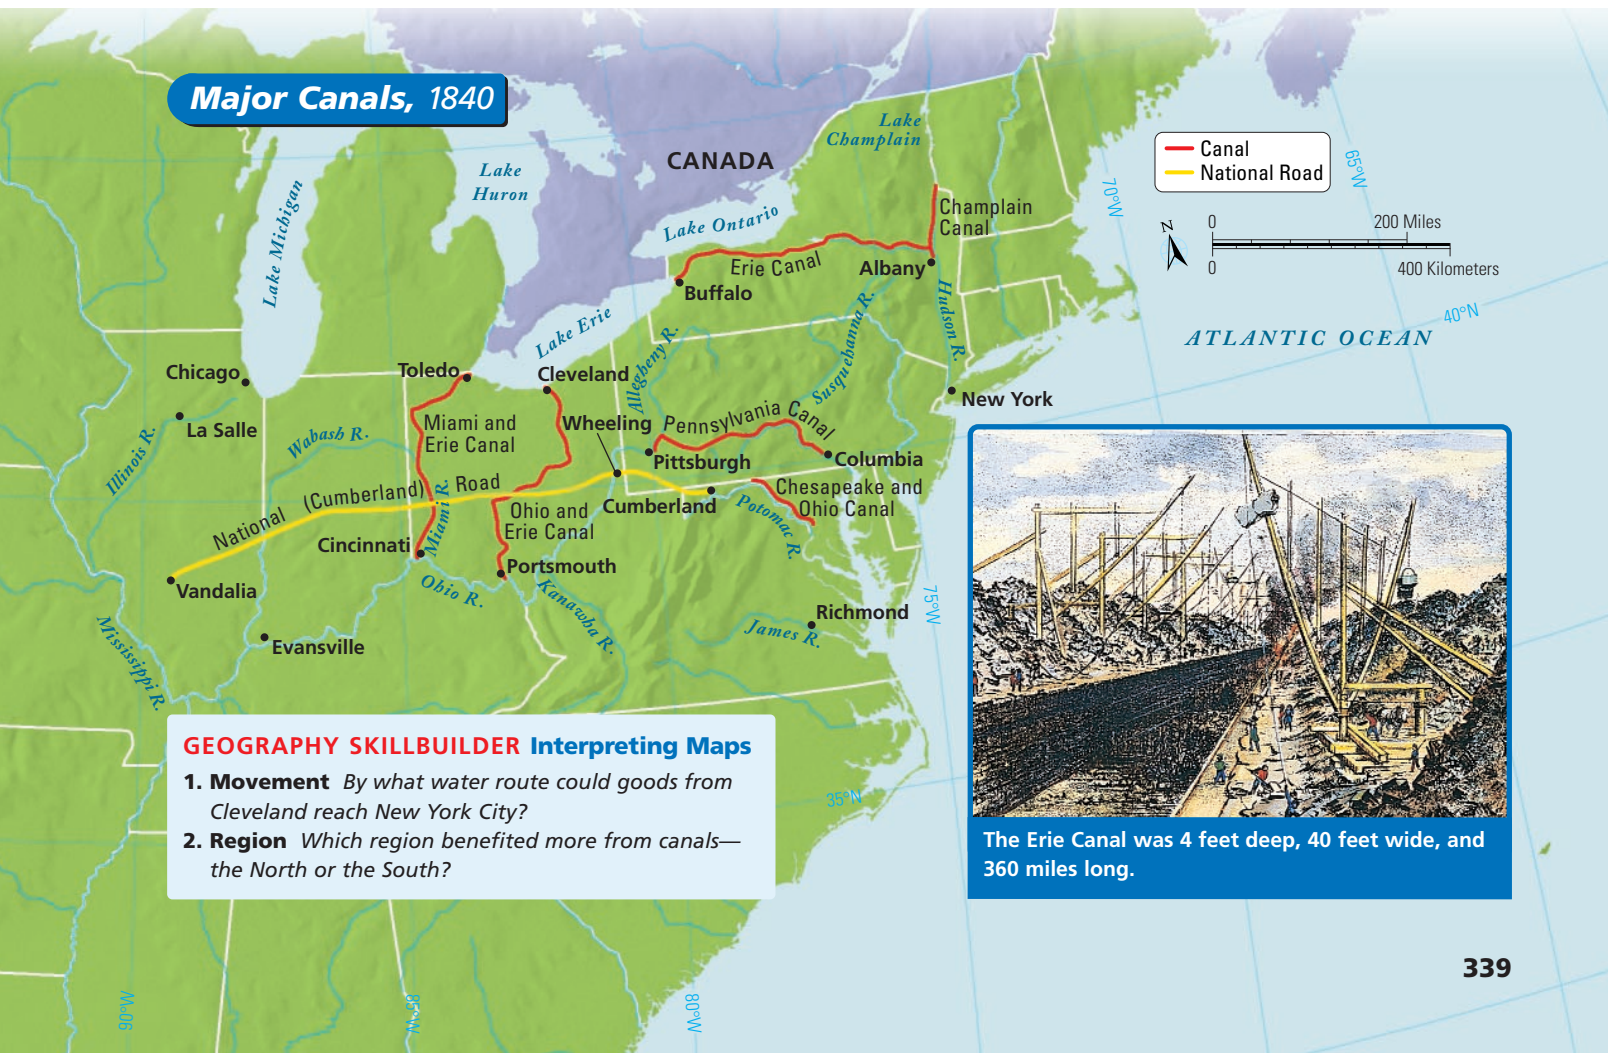 Major Canals, 1840
Lake
Champlain
CANADA
Lake
Huron
Lake Michigan
Lake Ontario
Champlain
Canal
Canal
National Road
N
0
200 Miles
0
400 Kilometers
70°W
65°W
40°N
ATLANTIC OCEAN
Erie Canal
Albany
Buffalo
Hudson R.
Lake Erie
Allegheny R.
Susquehanna R.
Chicago
Toledo
Cleveland
New York
La Salle
Illinois R.
Wabash R.
Miami and
Erie Canal
Wheeling
Pennsylvania Canal
Pittsburgh
Columbia
National (Cumberland) Road
Miami R.
Ohio and
Erie Canal
Cumberland
Chesapeake and
Ohio Canal
Potomac R.
Cincinnati
Portsmouth
Vandalia
Ohio R.
Kanawha R.
75°W
Richmond
James R.
Mississippi R.
Evansville
35°N
GEOGRAPHY SKILLBUILDER Interpreting Maps
1. Movement By what water route could goods from
Cleveland reach New York City?
2. Region Which region benefited more from canals—
the North or the South?
The Erie Canal was 4 feet deep, 40 feet wide, and
360 miles long.
339
90°W
85°W
80°W